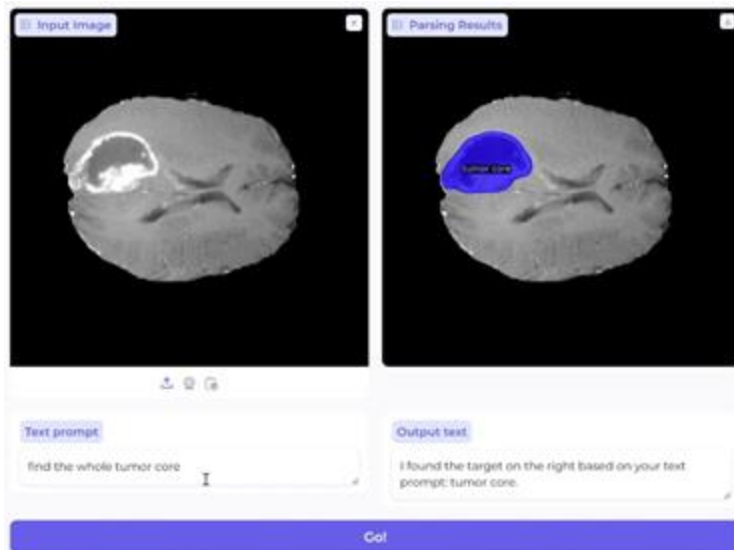 Input Image
Parsing Results
tumor core
Text prompt
find the whole tumor core
Output text
I found the target on the right based on your text
prompt: tumor core.
Go!